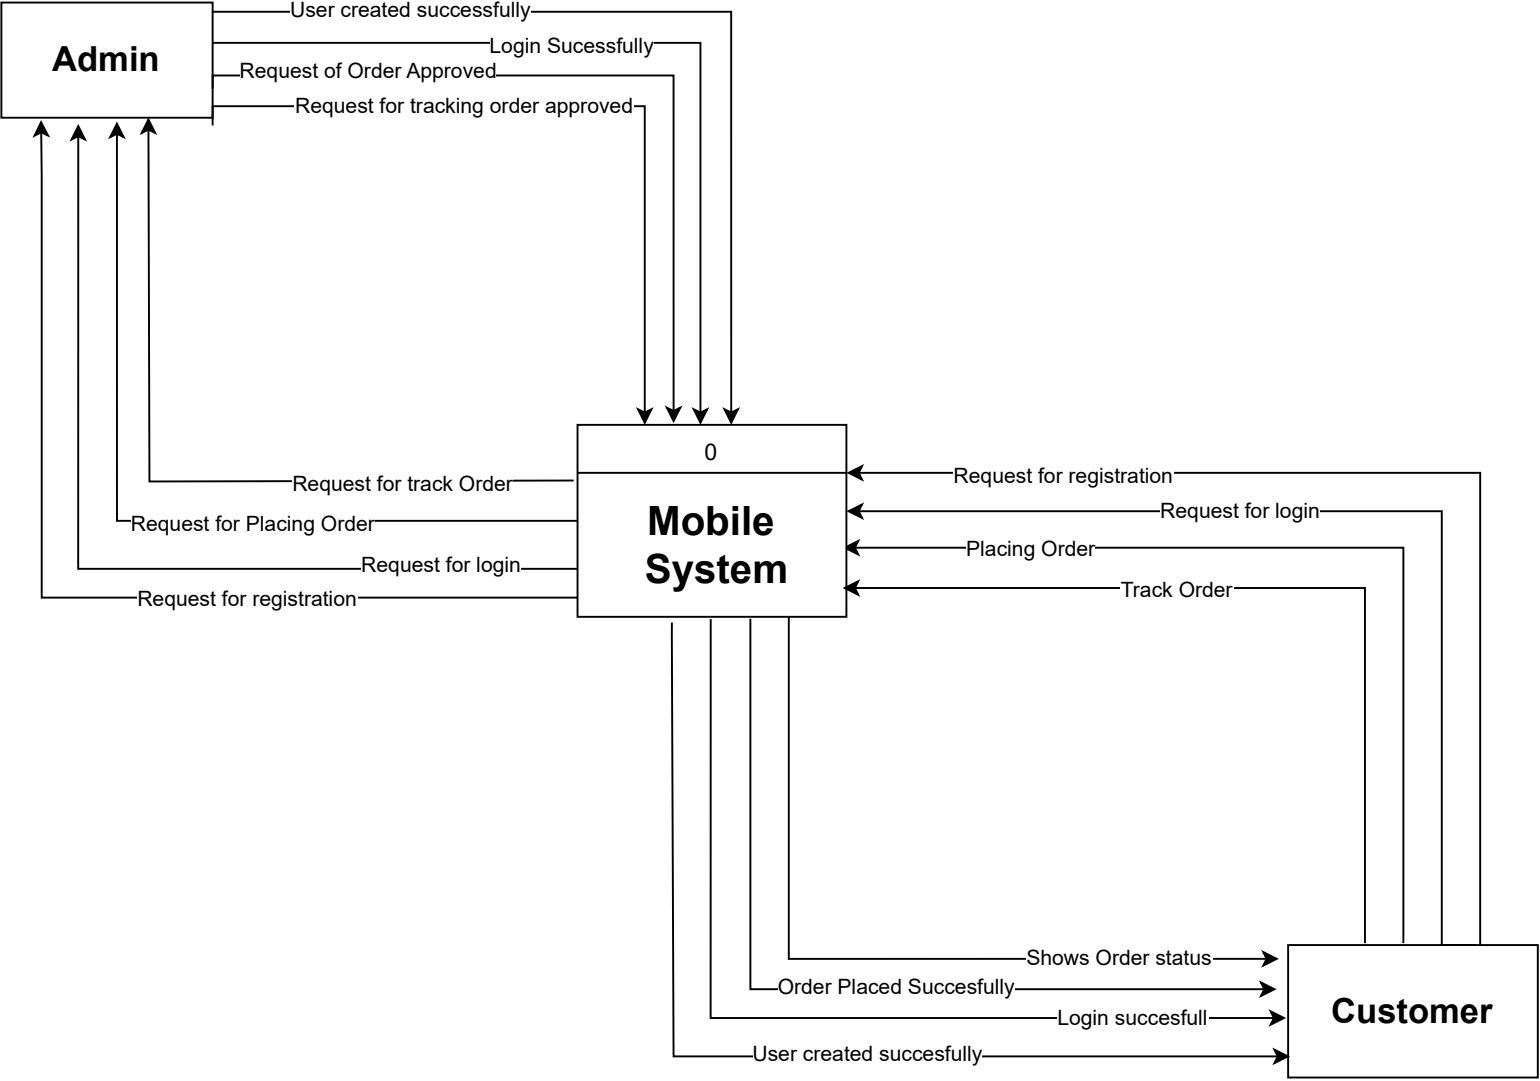 User created successfully
Login Sucessfully
Admin
Request of Order Approved
Request for tracking order approved
0
Request for track Order
Request for registration
Request for Placing Order
Mobile
System
Request for login
Placing Order
Request for login
Track Order
Request for registration
Shows Order status
Order Placed Succesfully
Customer
Login succesfull
User created succesfully